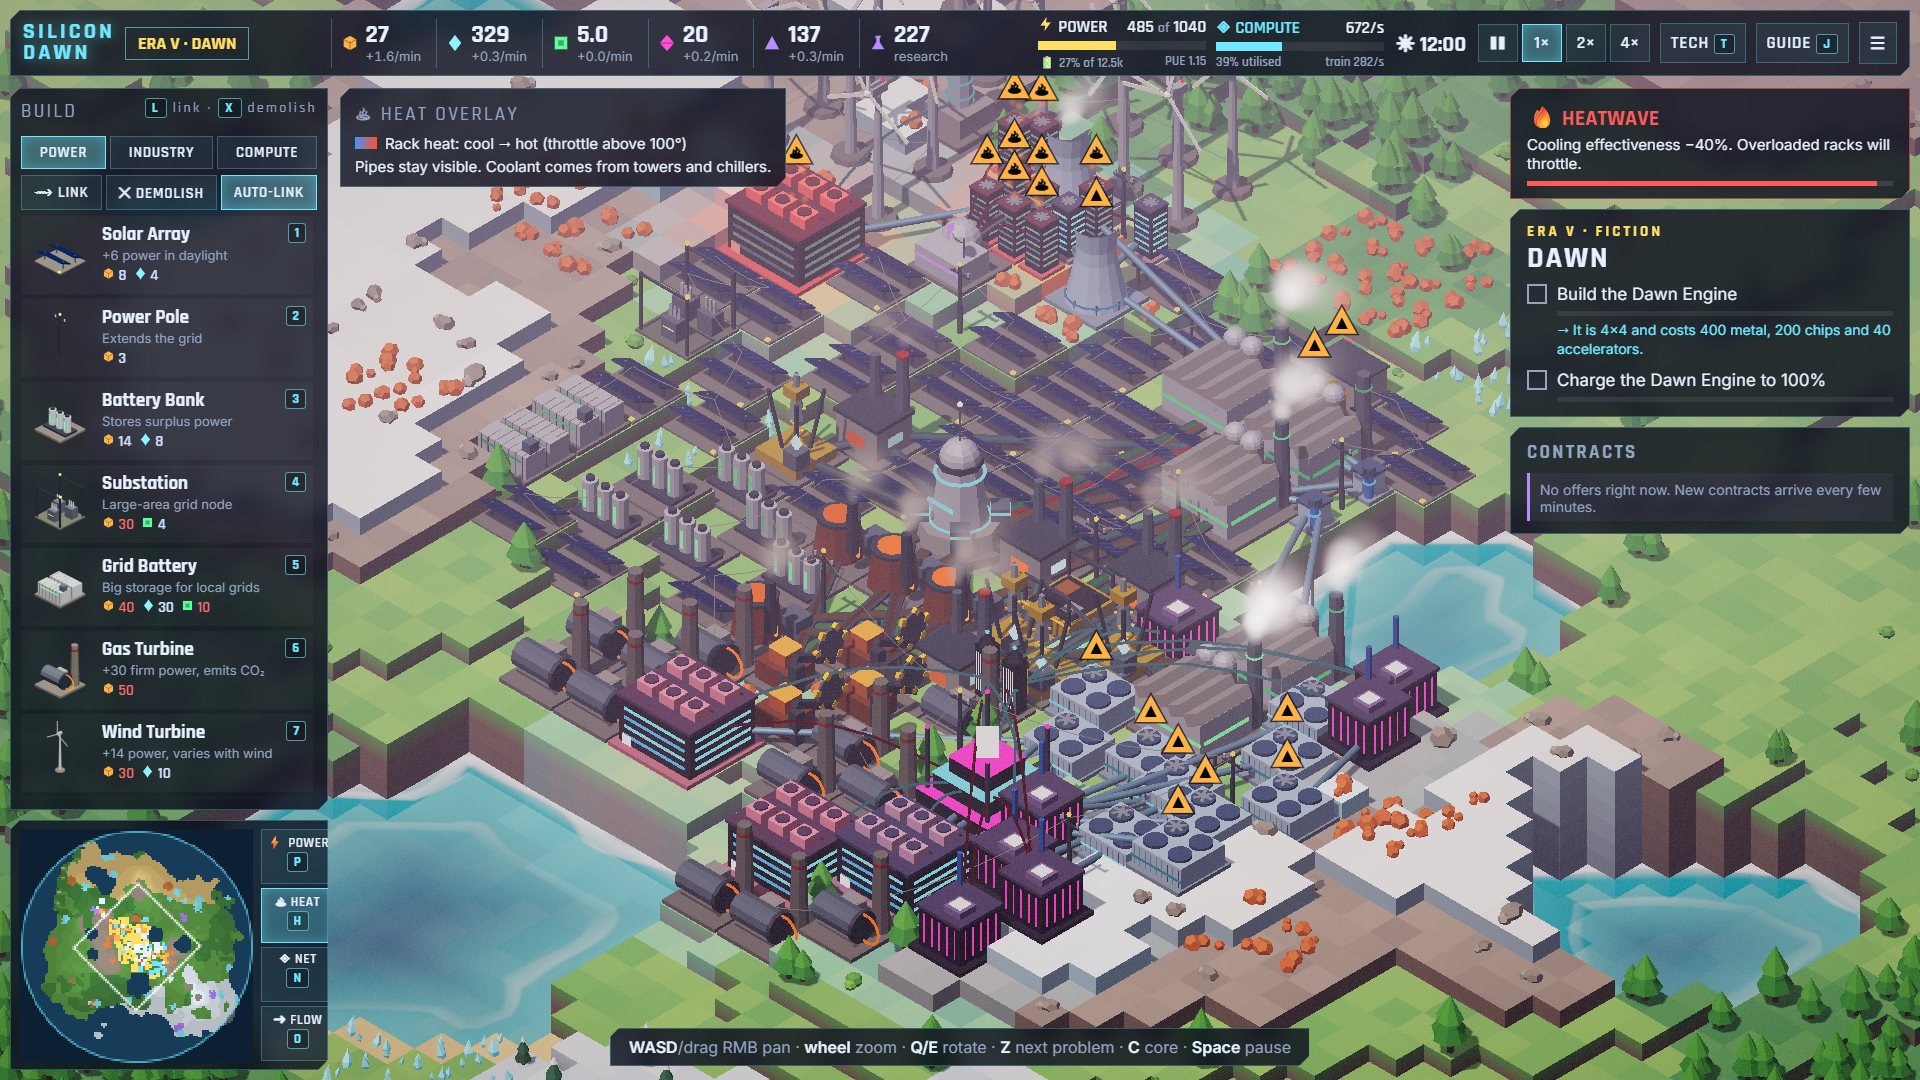 SILICON
DAWN
ERA V · DAWN
27
+1.6/min
329
+0.3/min
5.0
+0.0/min
20
+0.2/min
137
+0.3/min
227
research
POWER 485 of 1040
27% of 12.5k PUE 1.15
COMPUTE 672/s
39% utilised train 282/s
12:00
1×
2×
4×
TECH T
GUIDE J
BUILD L link · X demolish
POWER INDUSTRY COMPUTE
LINK DEMOLISH AUTO-LINK
Solar Array 1
+6 power in daylight
8 4
Power Pole 2
Extends the grid
3
Battery Bank 3
Stores surplus power
14 8
Substation 4
Large-area grid node
30 4
Grid Battery 5
Big storage for local grids
40 30 10
Gas Turbine 6
+30 firm power, emits CO₂
50
Wind Turbine 7
+14 power, varies with wind
30 10
HEAT OVERLAY
Rack heat: cool → hot (throttle above 100°)
Pipes stay visible. Coolant comes from towers and chillers.
HEATWAVE
Cooling effectiveness −40%. Overloaded racks will
throttle.
ERA V · FICTION
DAWN
Build the Dawn Engine
→ It is 4×4 and costs 400 metal, 200 chips and 40
accelerators.
Charge the Dawn Engine to 100%
CONTRACTS
No offers right now. New contracts arrive every few
minutes.
POWER
P
HEAT
H
NET
N
FLOW
O
WASD/drag RMB pan · wheel zoom · Q/E rotate · Z next problem · C core · Space pause